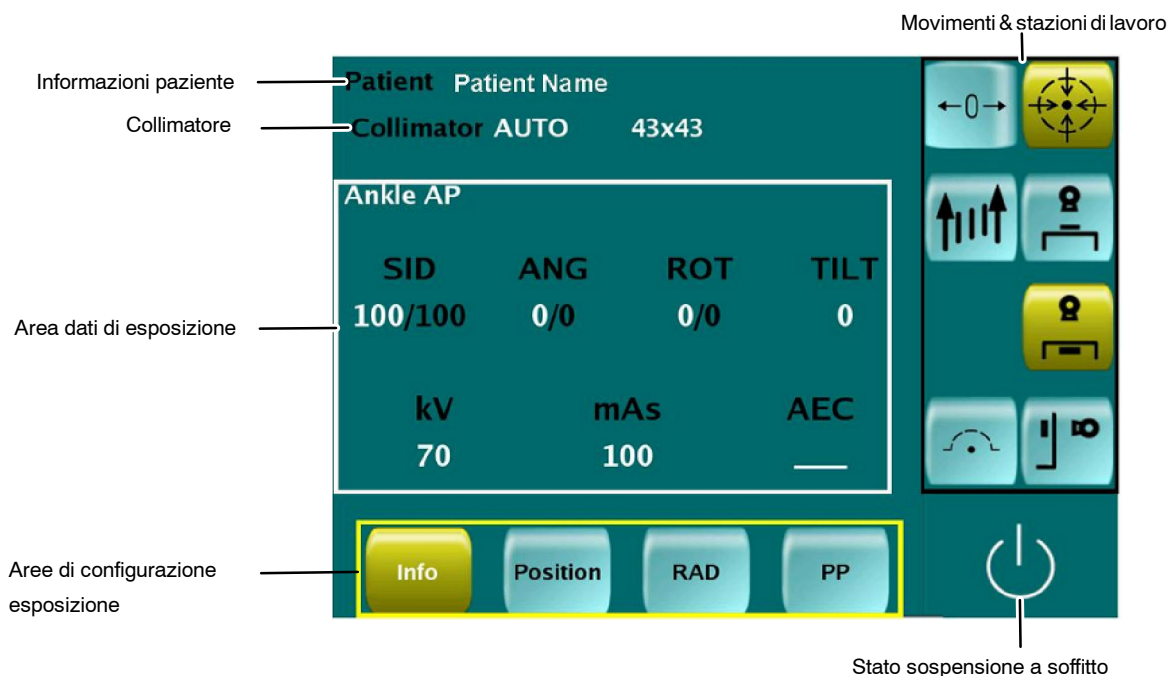 Movimenti & stazioni di lavoro
Informazioni paziente
Patient Patient Name
Collimatore
Collimator AUTO 43x43
←0→
Ankle AP
SID ANG ROT TILT
Area dati di esposizione
100/100 0/0 0/0 0
kV mAs AEC
70 100 ___
Aree di configurazione
esposizione
Info Position RAD PP
Stato sospensione a soffitto